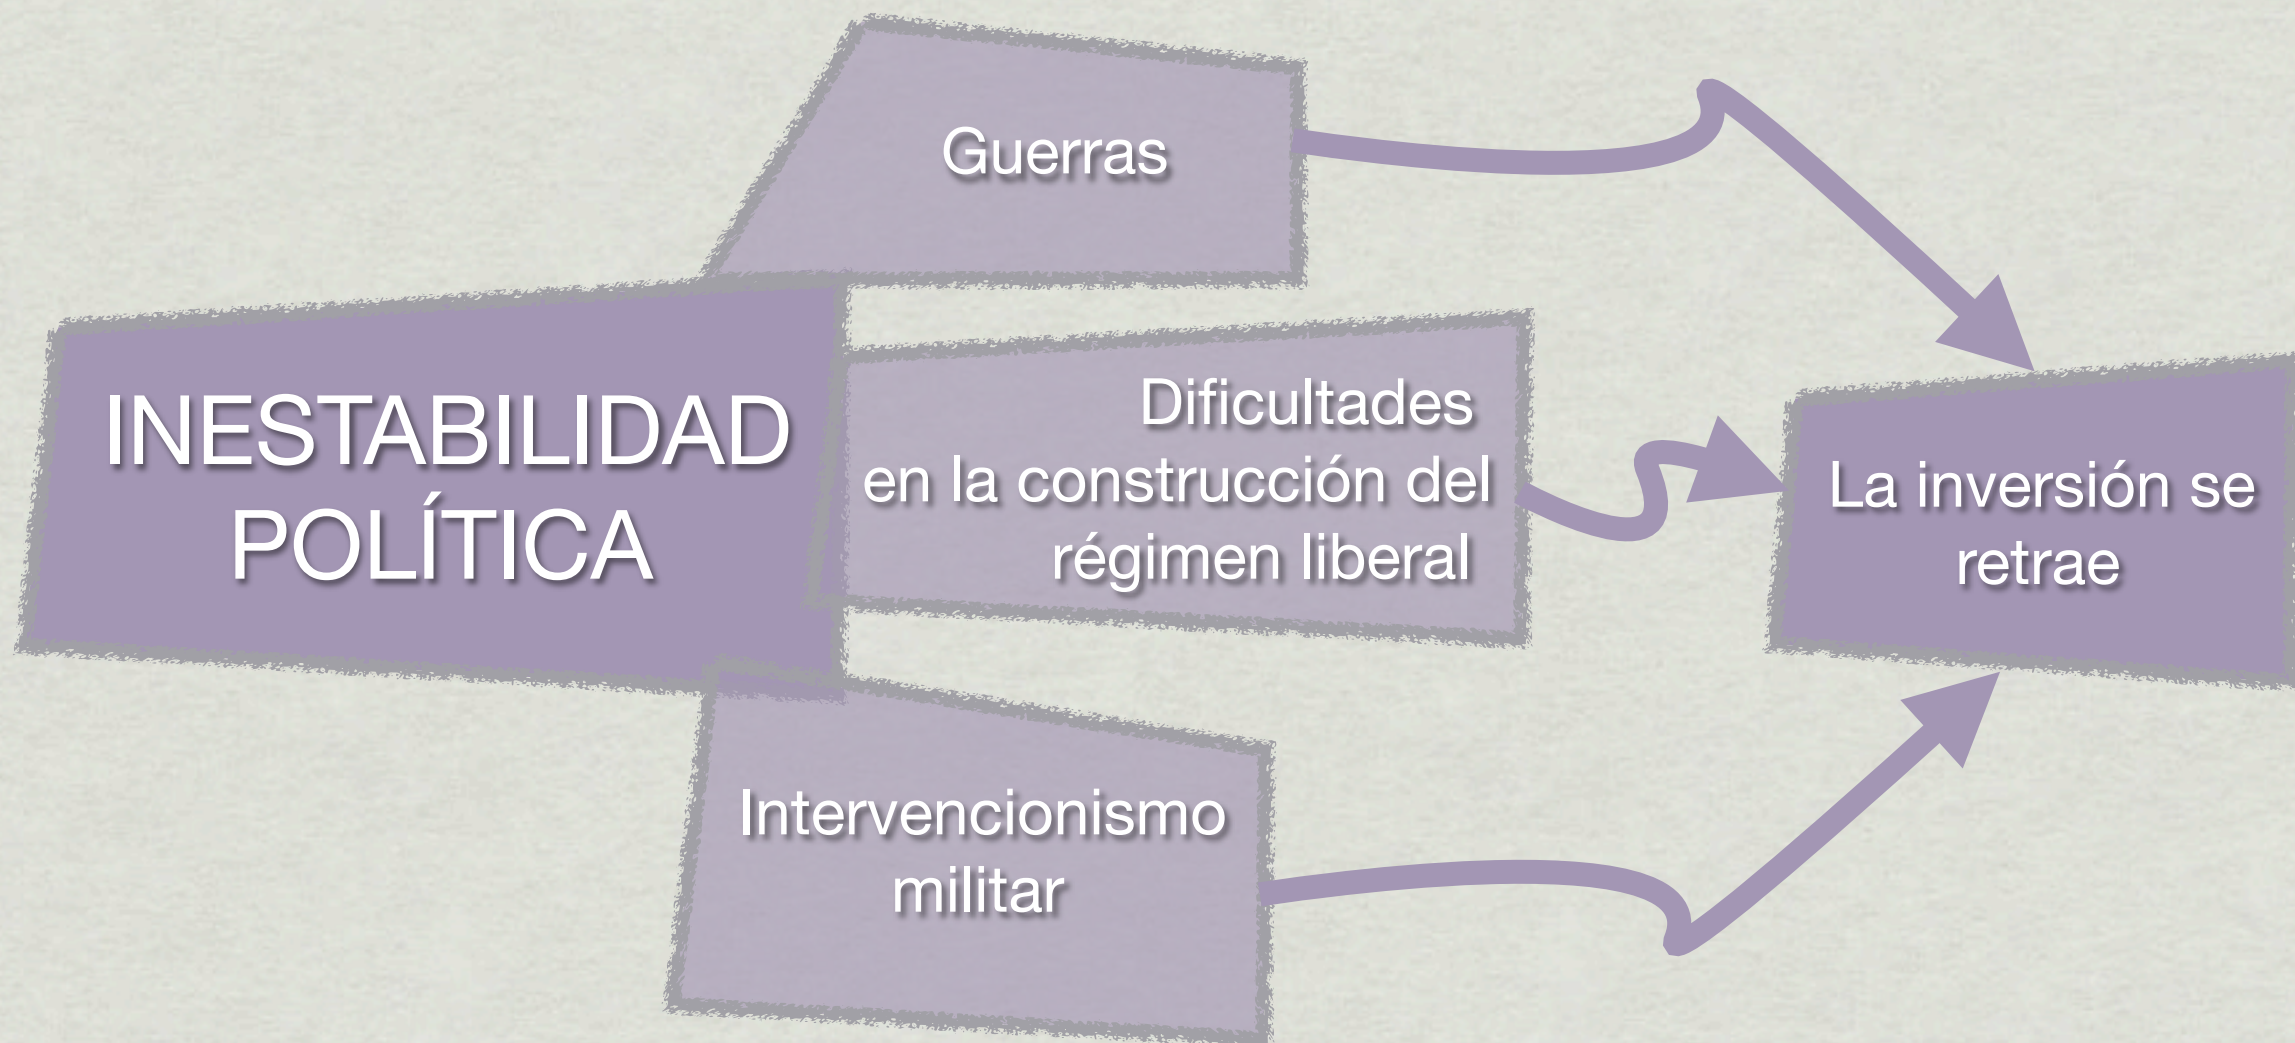 Guerras
INESTABILIDAD
POLÍTICA
Dificultades
en la construcción del
régimen liberal
La inversión se
retrae
Intervencionismo
militar